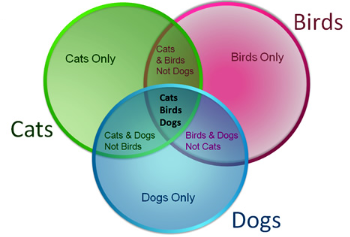 Birds
Cats Only
Cats
& Birds
Not Dogs
Birds Only
Cats
Birds
Dogs
Cats
Cats & Dogs
Not Birds
Birds & Dogs
Not Cats
Dogs Only
Dogs